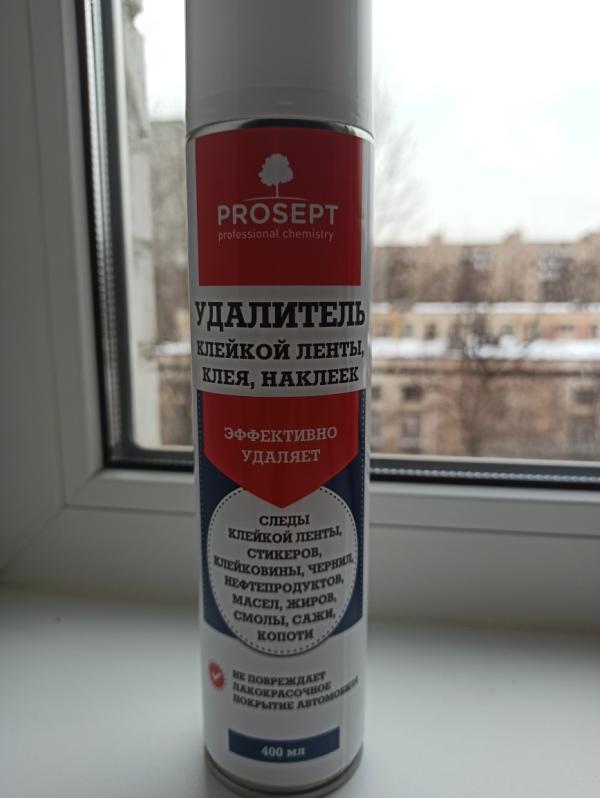 PROSEPT
professional chemistry
УДАЛИТЕЛЬ
КЛЕЙКОЙ ЛЕНТЫ,
КЛЕЯ, НАКЛЕЕК
ЭФФЕКТИВНО
УДАЛЯЕТ
СЛЕДЫ
КЛЕЙКОЙ ЛЕНТЫ,
СТИКЕРОВ,
КЛЕЙКОВИНЫ, ЧЕРНИЛ,
НЕФТЕПРОДУКТОВ,
МАСЕЛ, ЖИРОВ,
СМОЛЫ, САЖИ,
КОПОТИ
НЕ ПОВРЕЖДАЕТ
ЛАКОКРАСОЧНОЕ
ПОКРЫТИЕ АВТОМОБИЛЯ
400 мл